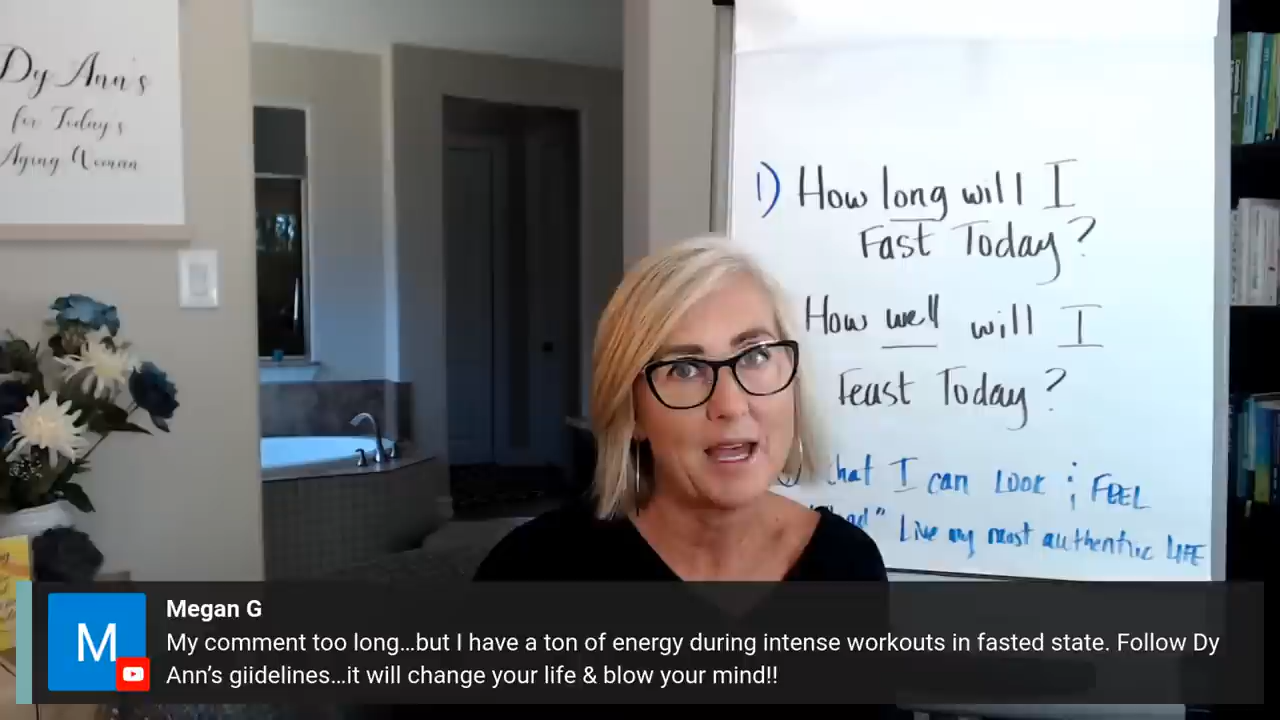 Dy Ann's
for Today's
Aging Woman
1) How long will I
Fast Today?
How well will I
Feast Today?
that I can Look & FEEL
Live my most authentic LIFE
M
Megan G
My comment too long…but I have a ton of energy during intense workouts in fasted state. Follow Dy
Ann’s giidelines…it will change your life & blow your mind!!